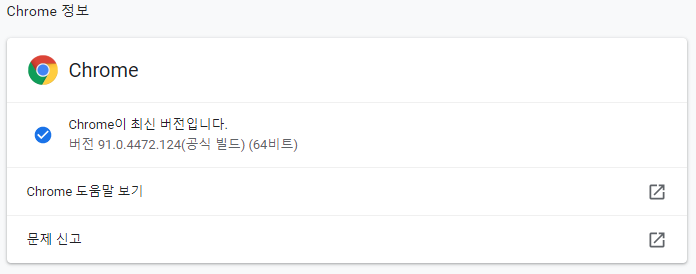 Chrome 정보
Chrome
Chrome이 최신 버전입니다.
버전 91.0.4472.124(공식 빌드) (64비트)
Chrome 도움말 보기
문제 신고